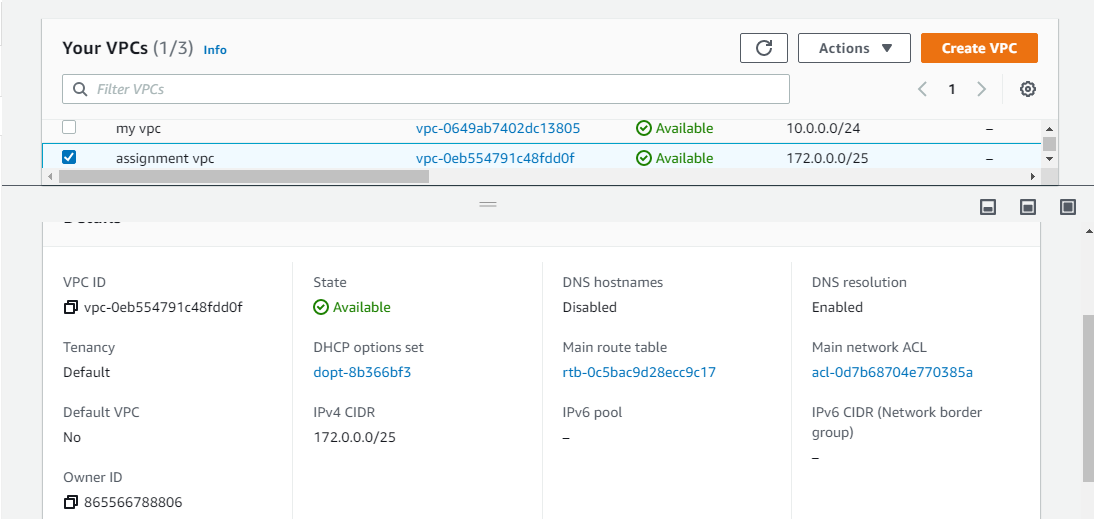 Your VPCs (1/3) Info
Actions
Create VPC
Filter VPCs
1
my vpc vpc-0649ab7402dc13805 Available 10.0.0.0/24 –
assignment vpc vpc-0eb554791c48fdd0f Available 172.0.0.0/25 –
Details
VPC ID State DNS hostnames DNS resolution
vpc-0eb554791c48fdd0f Available Disabled Enabled
Tenancy DHCP options set Main route table Main network ACL
Default dopt-8b366bf3 rtb-0c5bac9d28ecc9c17 acl-0d7b68704e770385a
Default VPC IPv4 CIDR IPv6 pool IPv6 CIDR (Network border
group)
No 172.0.0.0/25 – –
Owner ID
865566788806